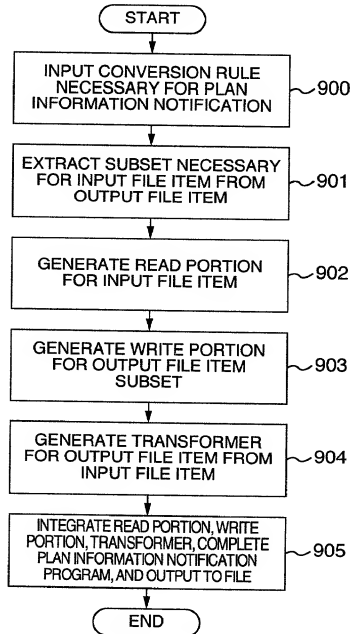 START
INPUT CONVERSION RULE
NECESSARY FOR PLAN
INFORMATION NOTIFICATION
900
EXTRACT SUBSET NECESSARY
FOR INPUT FILE ITEM FROM
OUTPUT FILE ITEM
901
GENERATE READ PORTION
FOR INPUT FILE ITEM
902
GENERATE WRITE PORTION
FOR OUTPUT FILE ITEM
SUBSET
903
GENERATE TRANSFORMER
FOR OUTPUT FILE ITEM FROM
INPUT FILE ITEM
904
INTEGRATE READ PORTION, WRITE
PORTION, TRANSFORMER, COMPLETE
PLAN INFORMATION NOTIFICATION
PROGRAM, AND OUTPUT TO FILE
905
END